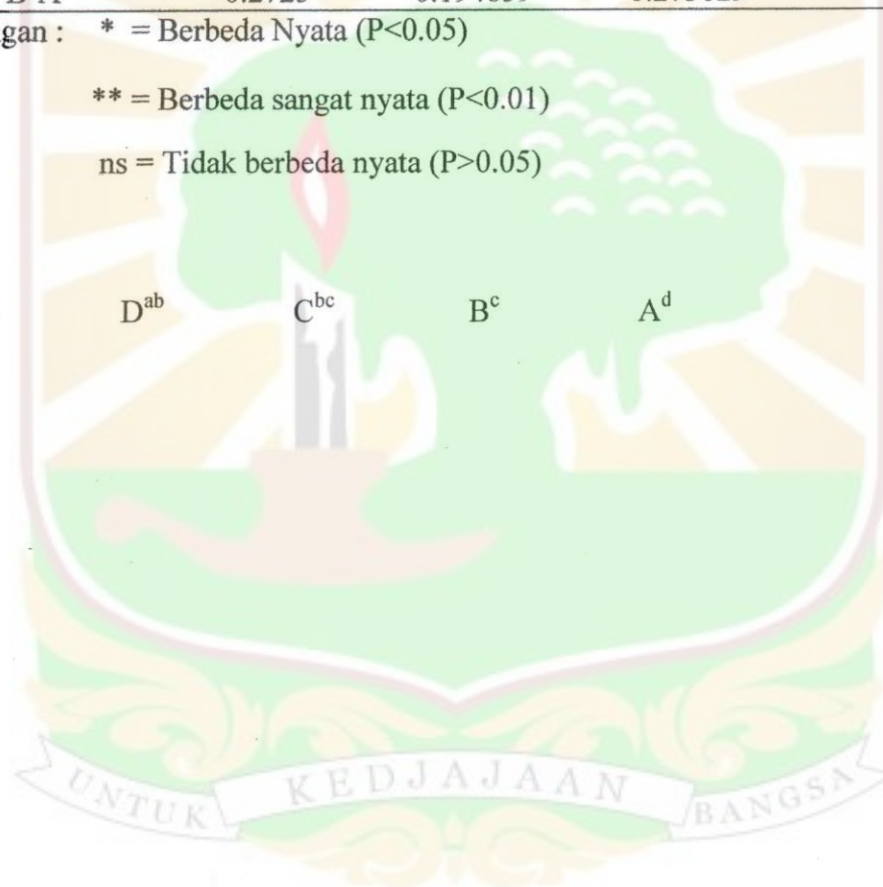 gan : * = Berbeda Nyata (P<0.05)
** = Berbeda sangat nyata (P<0.01)
ns = Tidak berbeda nyata (P>0.05)
D^ab C^bc B^c A^d
UNTUK KEDJAJAAN BANGSA